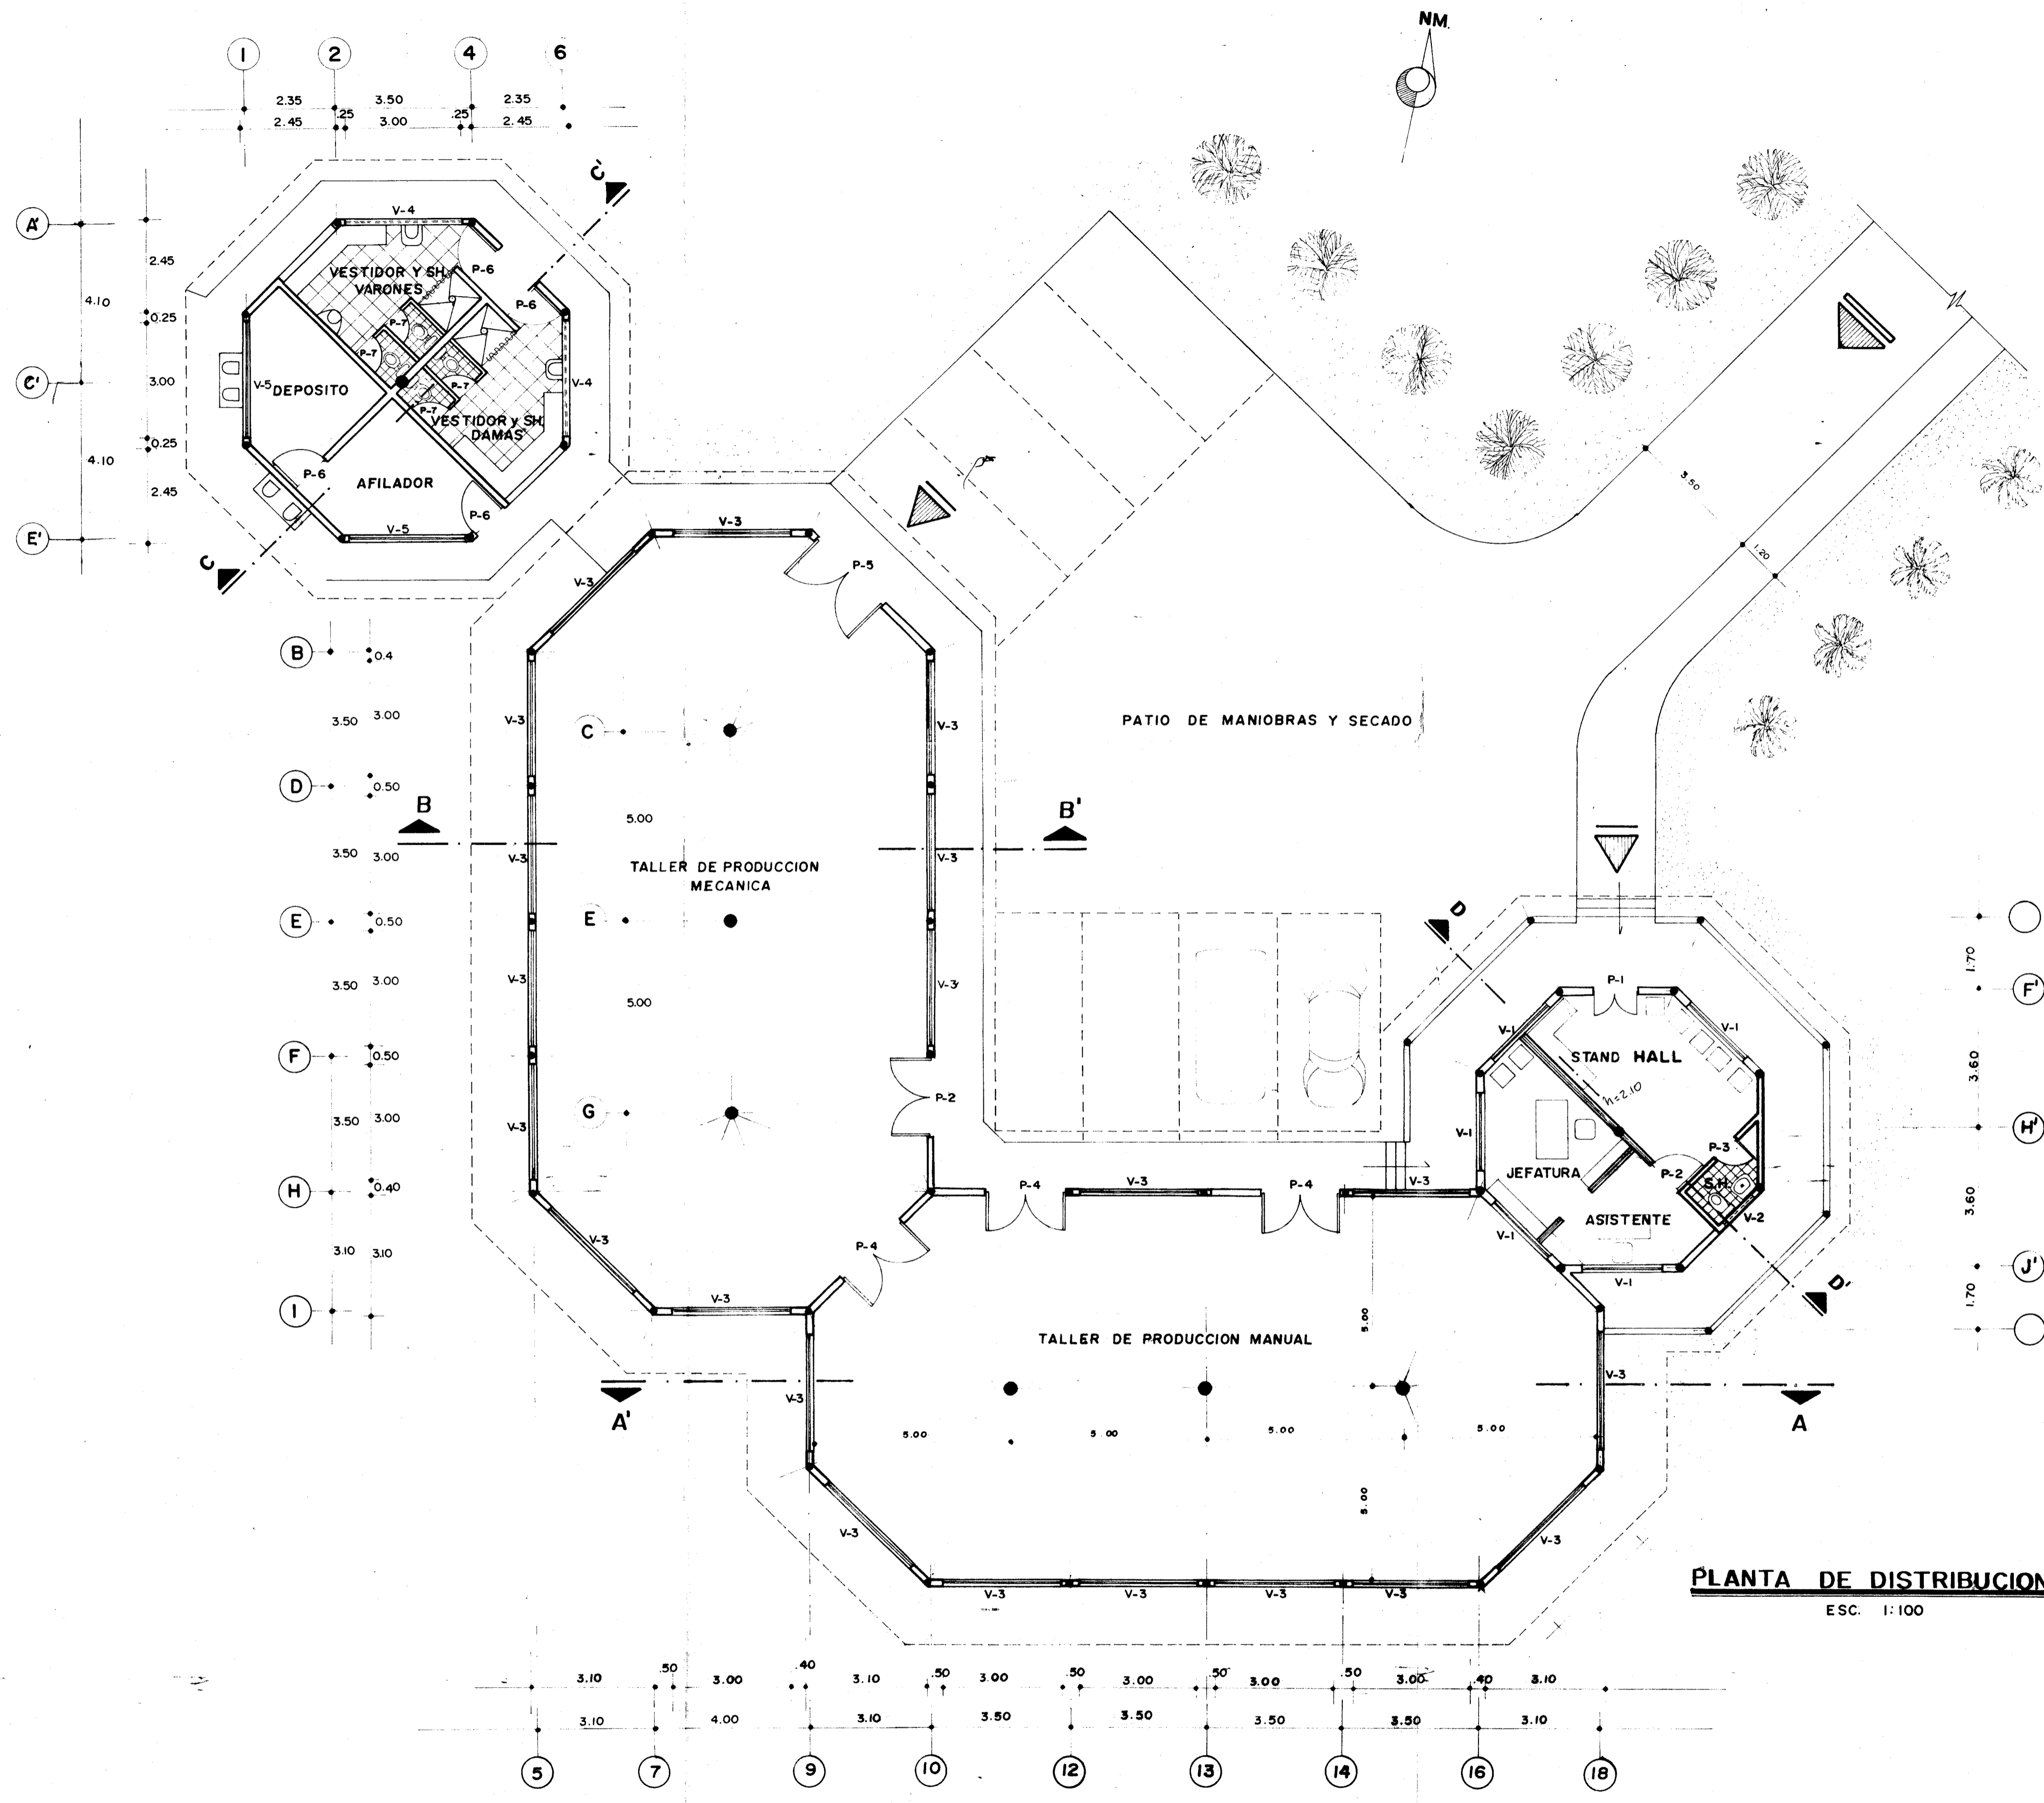 NM.
1 2 4 6
2.35 3.50 2.35
2.45 .25 3.00 .25 2.45
C'
A'
V-4
2.45
P-6
VESTIDOR Y SH.
VARONES
4.10
P-6
0.25
P-7
P-7
C'
3.00
V-5
DEPOSITO
P-7
V-4
P-7
VESTIDOR y SH.
DAMAS
0.25
4.10
P-6
AFILADOR
2.45
P-6
V-5
E'
C
3.50
1.20
V-3
P-5
V-3
B
0.4
3.50 3.00
V-3
C
V-3
PATIO DE MANIOBRAS Y SECADO
D
0.50
B
B'
5.00
3.50 3.00
V-3
V-3
TALLER DE PRODUCCION
MECANICA
E
0.50
E
D
1.70
3.50 3.00
V-3
5.00
V-3
P-1
F'
F
0.50
V-1
V-1
STAND HALL
3.60
h=2.10
G
P-2
3.50 3.00
V-3
V-1
H'
P-3
JEFATURA
P-2
S.H.
H
0.40
V-3
V-3
P-4
P-4
3.60
ASISTENTE
V-2
V-1
3.10 3.10
V-3
P-4
J'
V-1
D'
1.70
I
V-3
5.00
TALLER DE PRODUCCION MANUAL
V-3
V-3
A'
A
5.00 5.00 5.00 5.00
5.00
V-3
V-3
V-3 V-3 V-3 V-3
PLANTA DE DISTRIBUCION
ESC. 1:100
3.10 .50 3.00 .40 3.10 .50 3.00 .50 3.00 .50 3.00 .50 3.00 .40 3.10
3.10 4.00 3.10 3.50 3.50 3.50 3.50 3.10
5 7 9 10 12 13 14 16 18